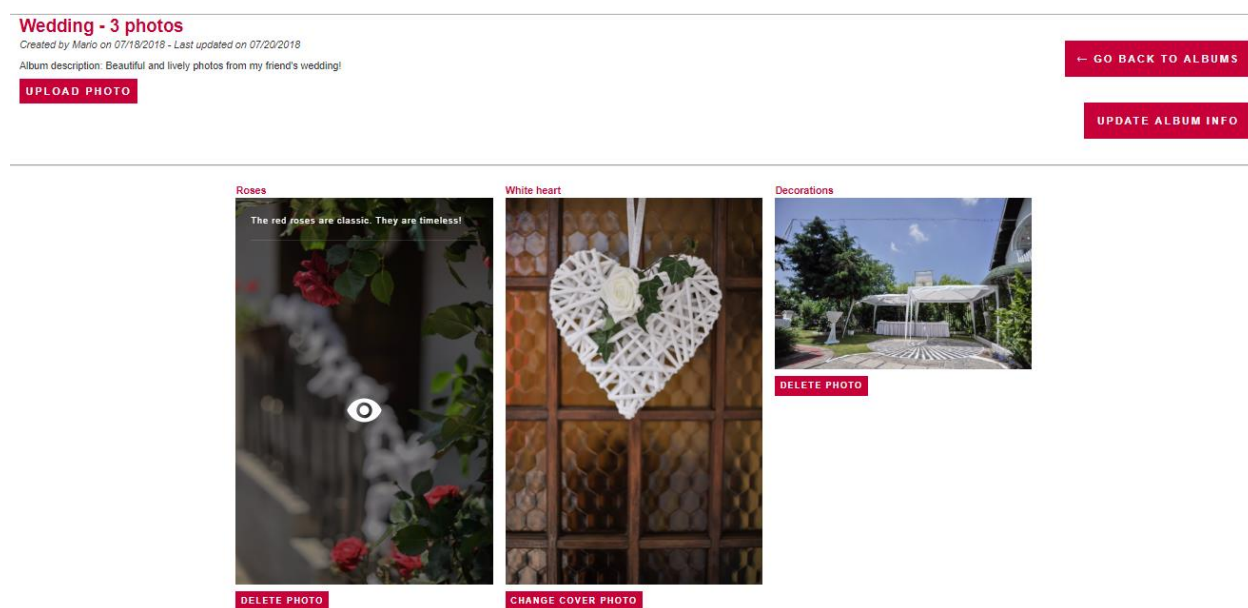 Wedding - 3 photos
Created by Mario on 07/18/2018 - Last updated on 07/20/2018
Album description: Beautiful and lively photos from my friend's wedding!
UPLOAD PHOTO
← GO BACK TO ALBUMS
UPDATE ALBUM INFO
Roses
The red roses are classic. They are timeless!
DELETE PHOTO
White heart
CHANGE COVER PHOTO
Decorations
DELETE PHOTO